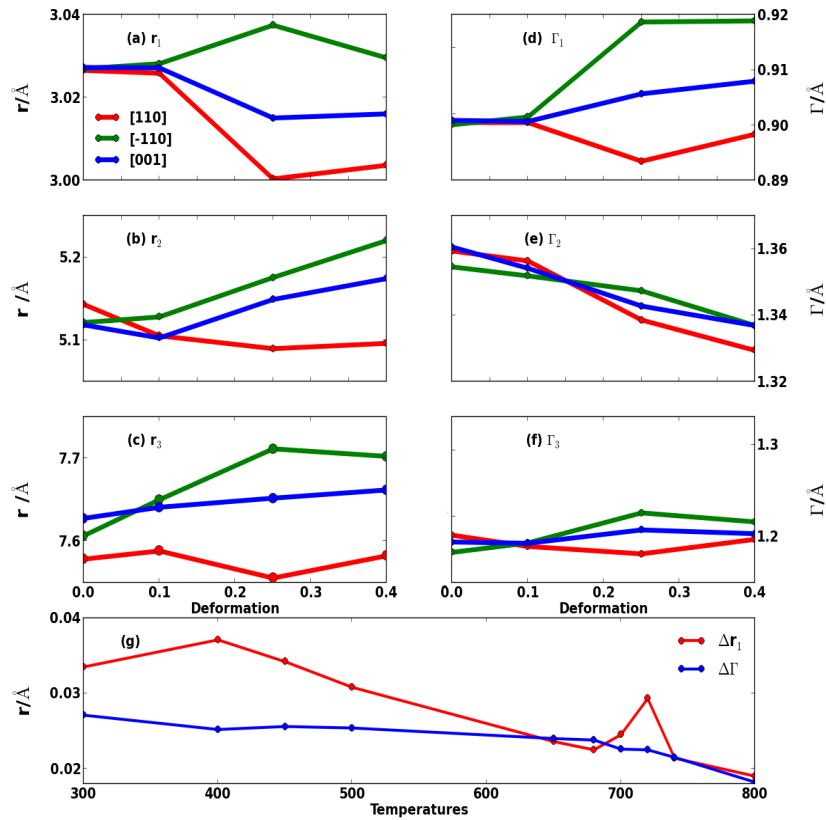 3.04
3.02
3.00
r/Å
(a) r₁
[110]
[-110]
[001]
(d) Γ₁
0.92
0.91
0.90
0.89
Γ/Å
5.2
5.1
r /Å
(b) r₂
(e) Γ₂
1.36
1.34
1.32
Γ/Å
7.7
7.6
r /Å
(c) r₃
0.0 0.1 0.2 0.3 0.4
Deformation
(f) Γ₃
1.3
1.2
Γ/Å
0.0 0.1 0.2 0.3 0.4
Deformation
0.04
0.03
0.02
r/Å
(g)
Δr₁
ΔΓ
300 400 500 600 700 800
Temperatures